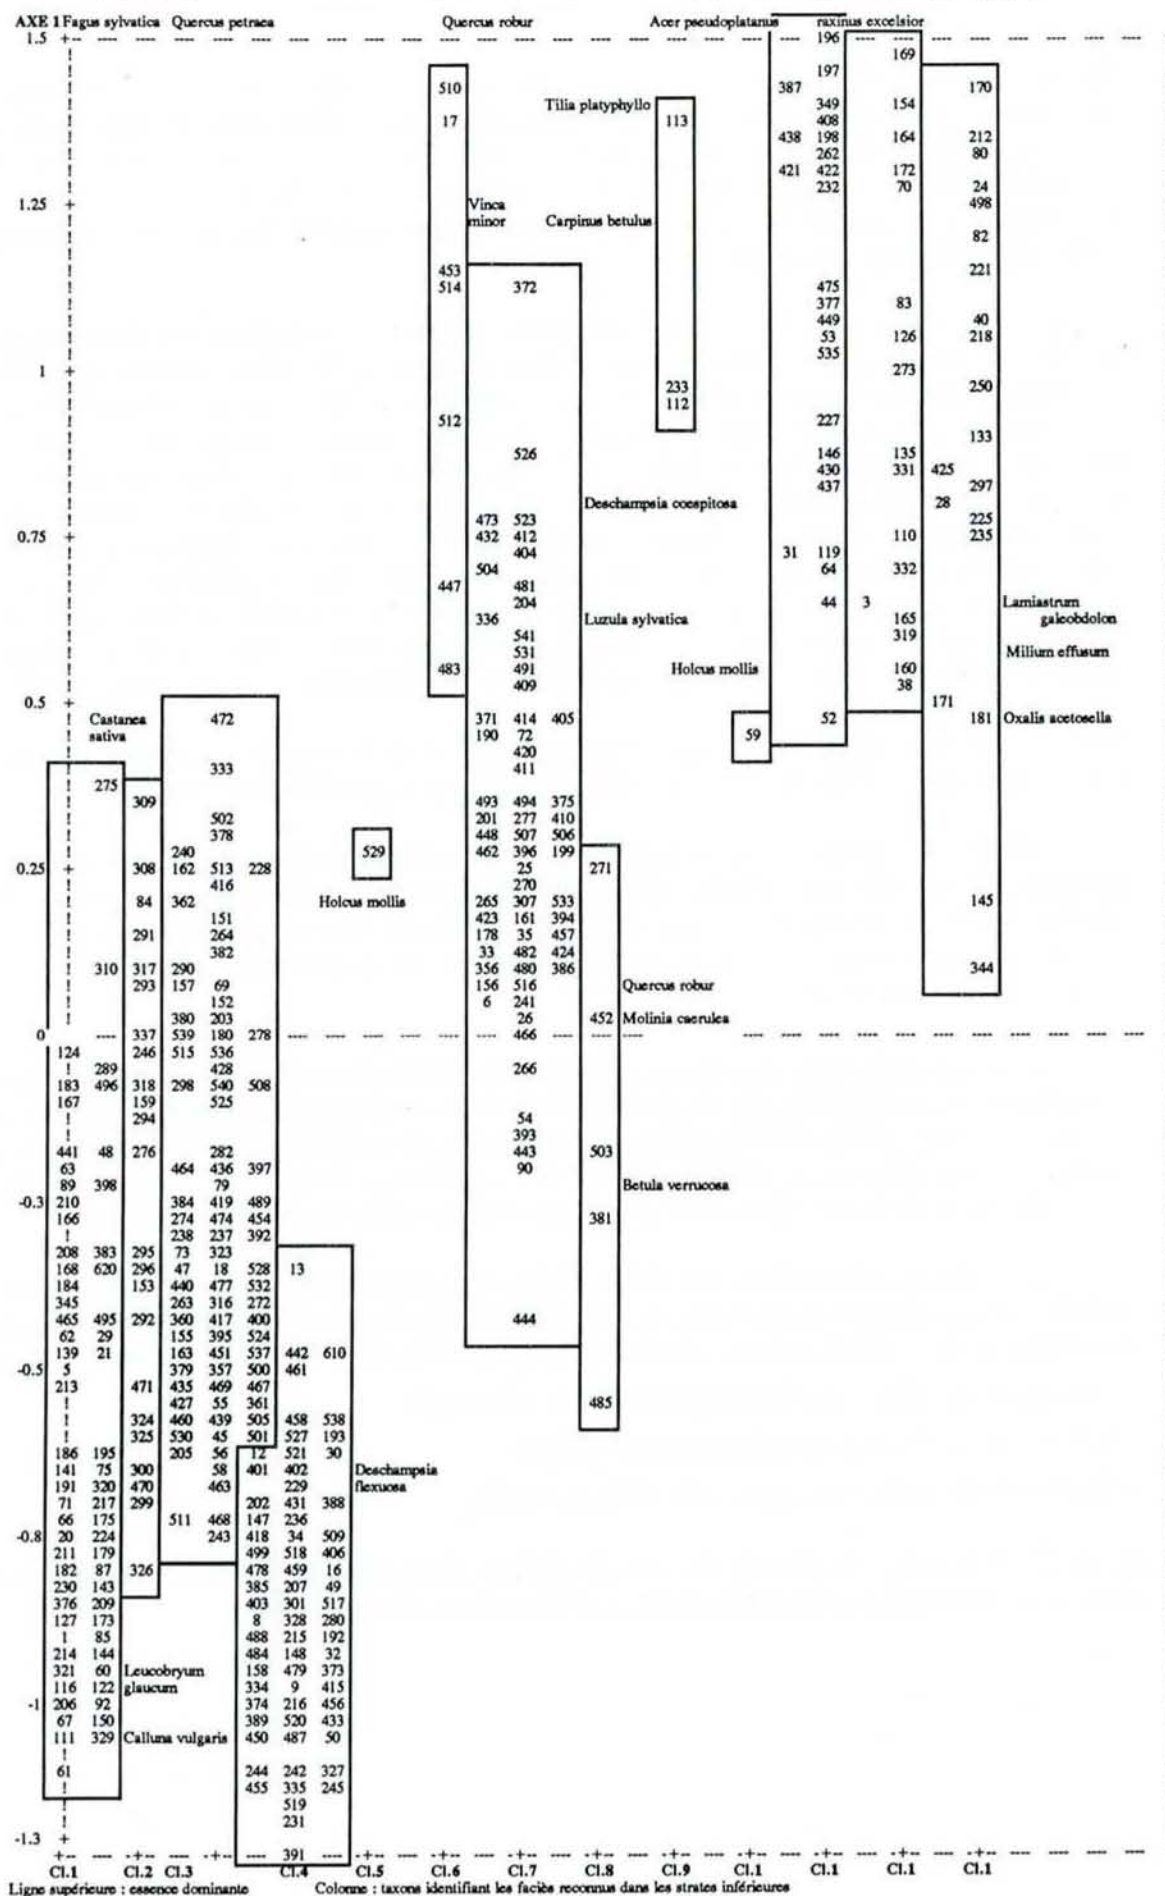 AXE 1 Fagus sylvatica Quercus petraea Quercus robur Acer pseudoplatanus raxinus excelsior
1.5 196
169
197
510 387 170
Tilia platyphyllo 349 154
17 113 408
438 198 164 212
262 80
421 422 172
232 70 24
1.25 Vinca 498
minor Carpinus betulus
82
453 221
514 372 475
377 83
449 40
53 126 218
535
1 273
233 250
112
512 227
133
526 146 135
430 331 425
437 297
Deschampsia coespitosa 28
473 523 225
0.75 432 412 110 235
404 31 119
504 64 332
447 481
204 44 3 Lamiastrum
336 Luzula sylvatica 165 galeobdolon
541 319
531 Milium effusum
483 491 Holcus mollis 160
409 38
0.5 171
Castanea 472 371 414 405 52 181 Oxalis acetosella
sativa 190 72 59
420
333 411
275
309 493 494 375
502 201 277 410
378 448 507 506
240 529 462 396 199
0.25 308 162 513 228 25 271
416 270
84 362 Holcus mollis 265 307 533 145
151 423 161 394
291 264 178 35 457
382 33 482 424
310 317 290 356 480 386 344
293 157 69 156 516 Quercus robur
152 6 241
380 203 26 452 Molinia caerulea
0 337 539 180 278 466
124 246 515 536
289 428 266
183 496 318 298 540 508
167 159 525
294 54
393
441 48 276 282 443 503
63 464 436 397 90
89 398 79 Betula verrucosa
-0.3 210 384 419 489
166 274 474 454 381
238 237 392
208 383 295 73 323
168 620 296 47 18 528 13
184 153 440 477 532
345 263 316 272
465 495 292 360 417 400 444
62 29 155 395 524
139 21 163 451 537 442 610
-0.5 5 379 357 500 461
213 471 435 469 467
427 55 361 485
324 460 439 505 458 538
325 530 45 501 527 193
186 195 205 56 12 521 30
141 75 300 58 401 402 Deschampsia
191 320 470 463 229 flexuosa
71 217 299 202 431 388
66 175 511 468 147 236
-0.8 20 224 243 418 34 509
211 179 499 518 406
182 87 326 478 459 16
230 143 385 207 49
376 209 403 301 517
127 173 8 328 280
1 85 488 215 192
214 144 484 148 32
321 60 Leucobryum 158 479 373
116 122 glaucum 334 9 415
-1 206 92 374 216 456
67 150 389 520 433
111 329 Calluna vulgaris 450 487 50
61 244 242 327
455 335 245
519
231
-1.3
391
Cl.1 Cl.2 Cl.3 Cl.4 Cl.5 Cl.6 Cl.7 Cl.8 Cl.9 Cl.1 Cl.1 Cl.1 Cl.1
Ligne supérieure : essence dominante Colonne : taxons identifiant les faciès reconnus dans les strates inférieures